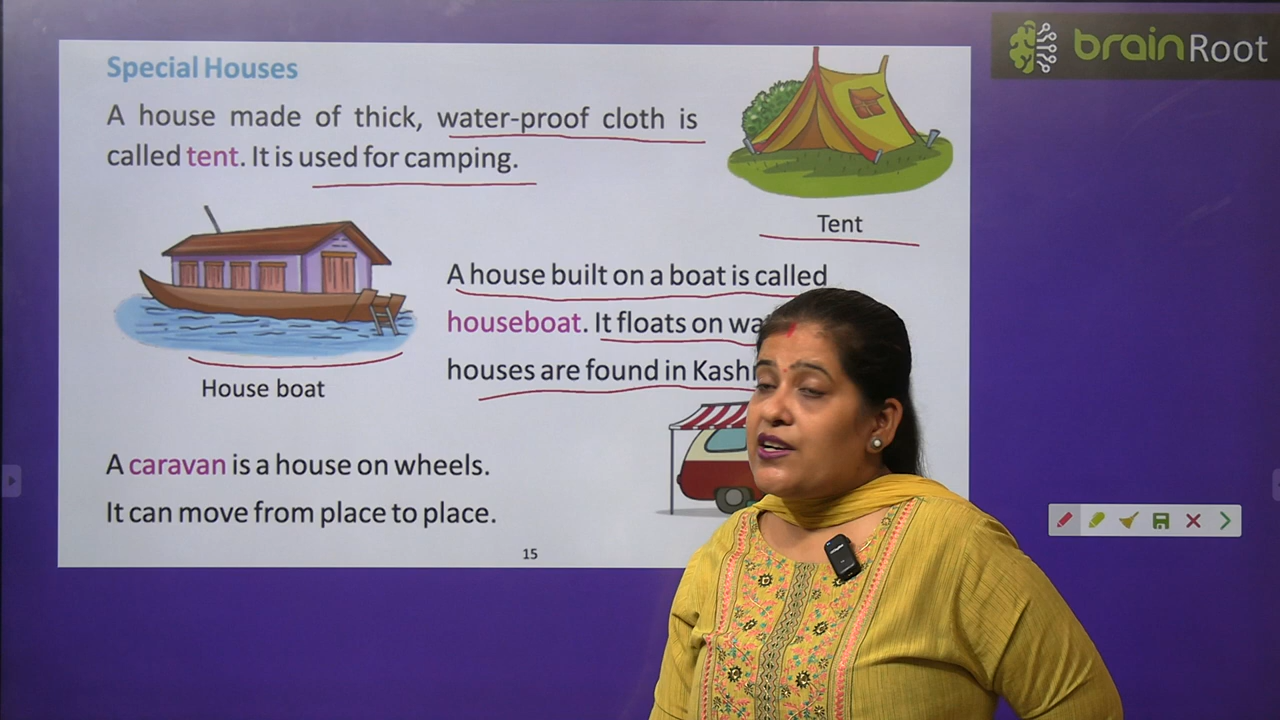 brainRoot
Special Houses
A house made of thick, water-proof cloth is
called tent. It is used for camping.
Tent
A house built on a boat is called
houseboat. It floats on
houses are found in
House boat
A caravan is a house on wheels.
It can move from place to place.
15